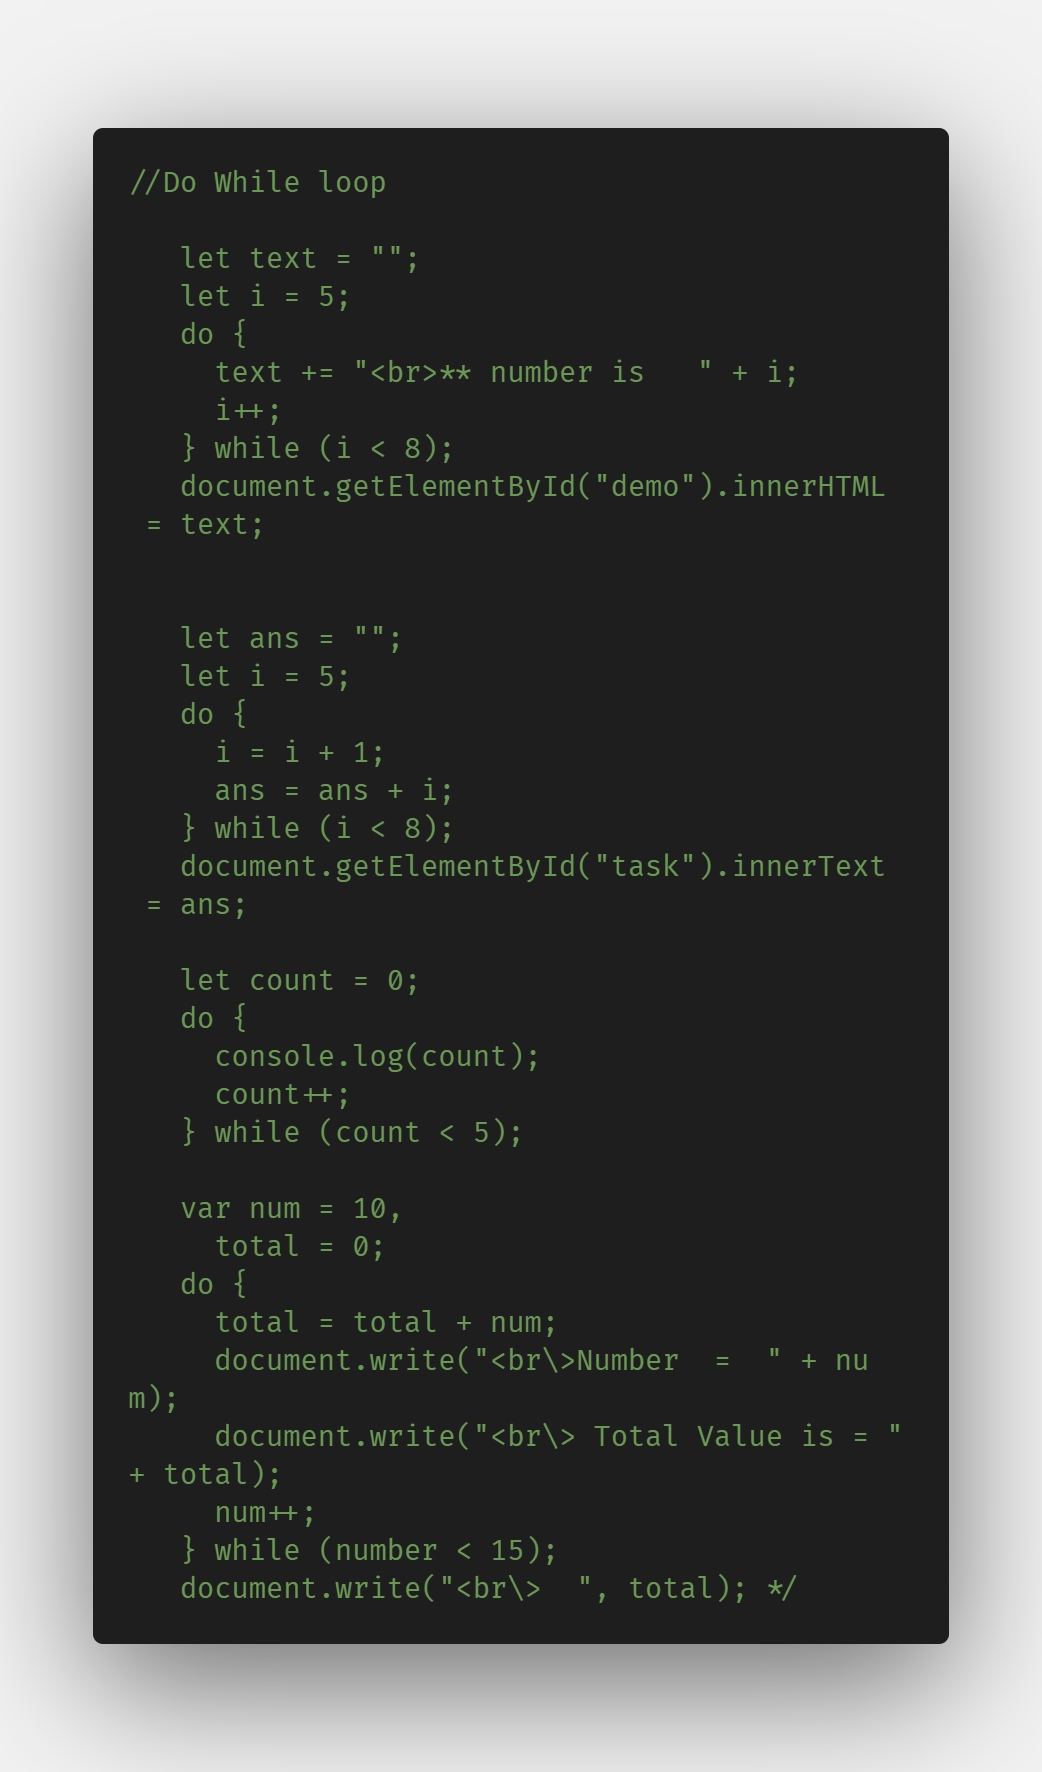 //Do While loop
let text = "";
let i = 5;
do {
text += "<br>** number is   " + i;
i++;
} while (i < 8);
document.getElementById("demo").innerHTML
= text;
let ans = "";
let i = 5;
do {
i = i + 1;
ans = ans + i;
} while (i < 8);
document.getElementById("task").innerText
= ans;
let count = 0;
do {
console.log(count);
count++;
} while (count < 5);
var num = 10,
total = 0;
do {
total = total + num;
document.write("<br\>Number  =  " + nu
m);
document.write("<br\> Total Value is = "
+ total);
num++;
} while (number < 15);
document.write("<br\>  ", total); */